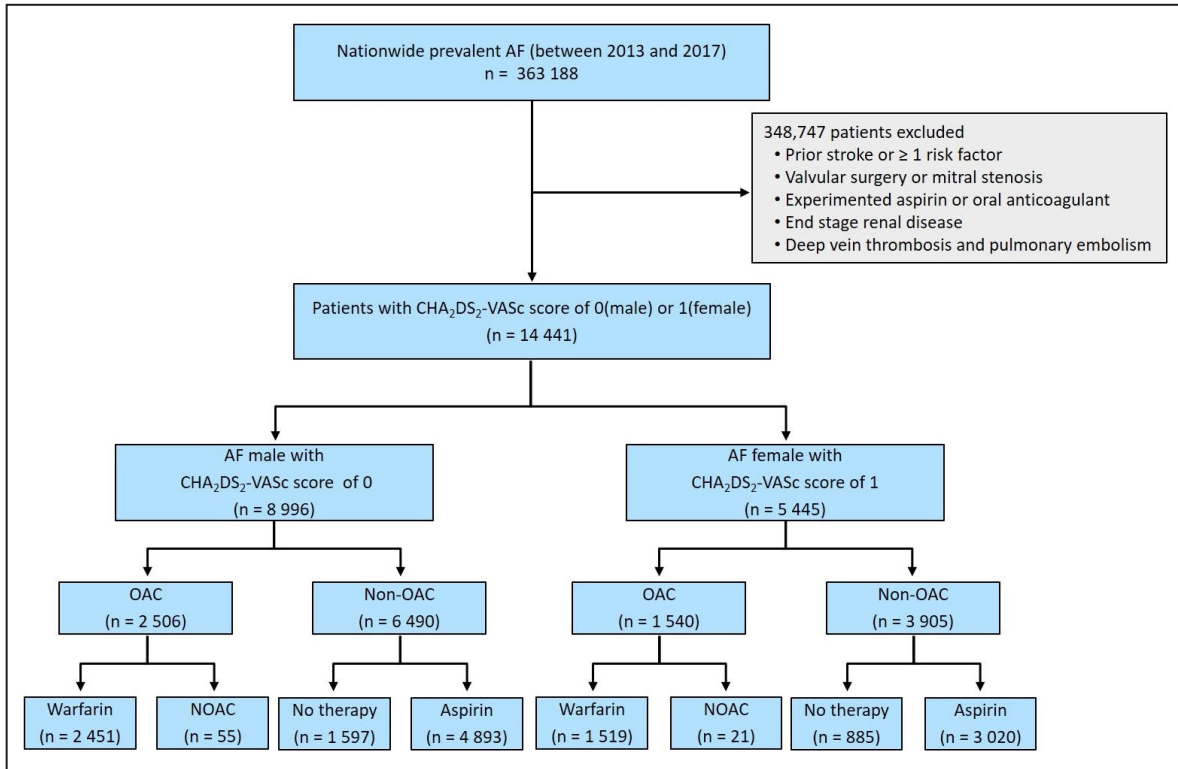 Nationwide prevalent AF (between 2013 and 2017)
n = 363 188
348,747 patients excluded
• Prior stroke or ≥ 1 risk factor
• Valvular surgery or mitral stenosis
• Experimented aspirin or oral anticoagulant
• End stage renal disease
• Deep vein thrombosis and pulmonary embolism
Patients with CHA₂DS₂-VASc score of 0(male) or 1(female)
(n = 14 441)
AF male with
CHA₂DS₂-VASc score of 0
(n = 8 996)
AF female with
CHA₂DS₂-VASc score of 1
(n = 5 445)
OAC
(n = 2 506)
Non-OAC
(n = 6 490)
OAC
(n = 1 540)
Non-OAC
(n = 3 905)
Warfarin
(n = 2 451)
NOAC
(n = 55)
No therapy
(n = 1 597)
Aspirin
(n = 4 893)
Warfarin
(n = 1 519)
NOAC
(n = 21)
No therapy
(n = 885)
Aspirin
(n = 3 020)